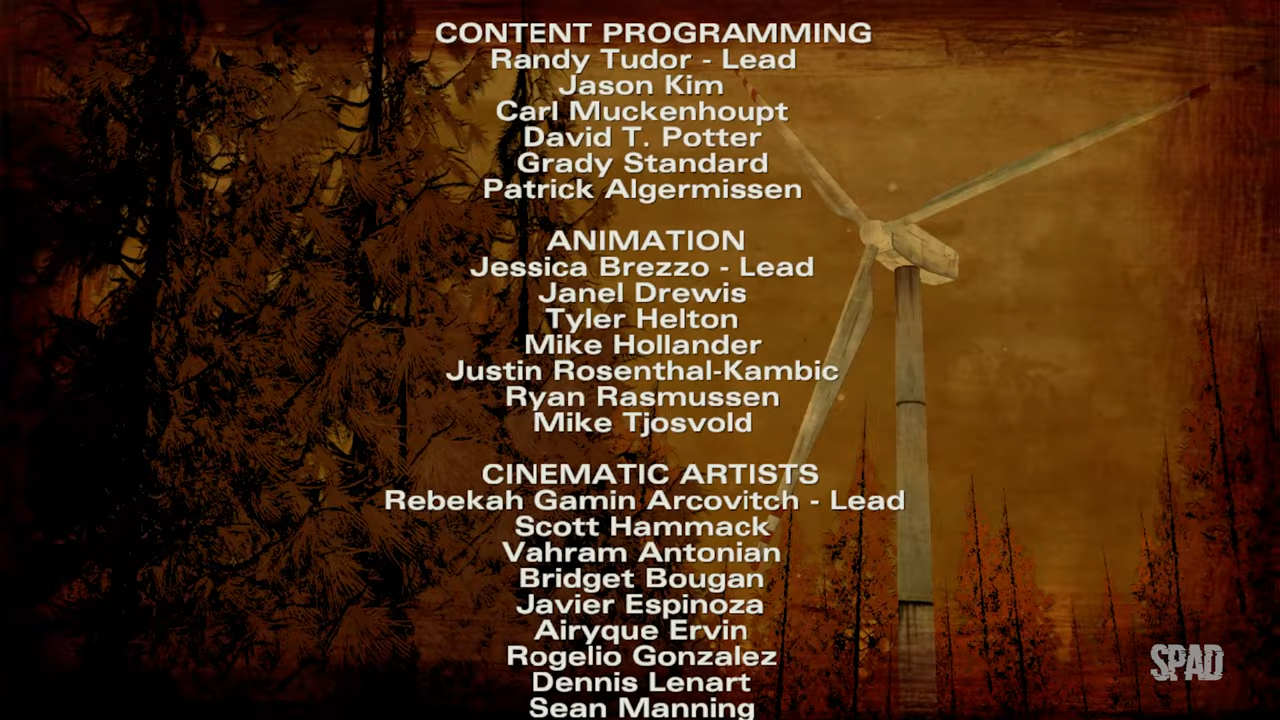 CONTENT PROGRAMMING
Randy Tudor - Lead
Jason Kim
Carl Muckenhoupt
David T. Potter
Grady Standard
Patrick Algermissen
ANIMATION
Jessica Brezzo - Lead
Janel Drewis
Tyler Helton
Mike Hollander
Justin Rosenthal-Kambic
Ryan Rasmussen
Mike Tjosvold
CINEMATIC ARTISTS
Rebekah Gamin Arcovitch - Lead
Scott Hammack
Vahram Antonian
Bridget Bougan
Javier Espinoza
Airyque Ervin
Rogelio Gonzalez
Dennis Lenart
Sean Manning
SPAD